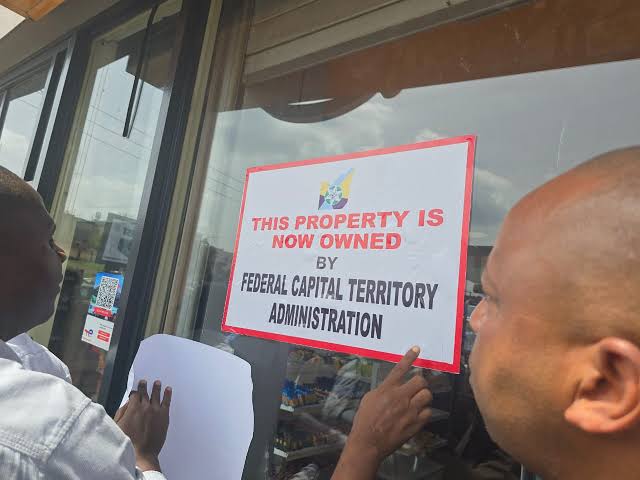 THIS PROPERTY IS
NOW OWNED
BY
FEDERAL CAPITAL TERRITORY
ADMINISTRATION